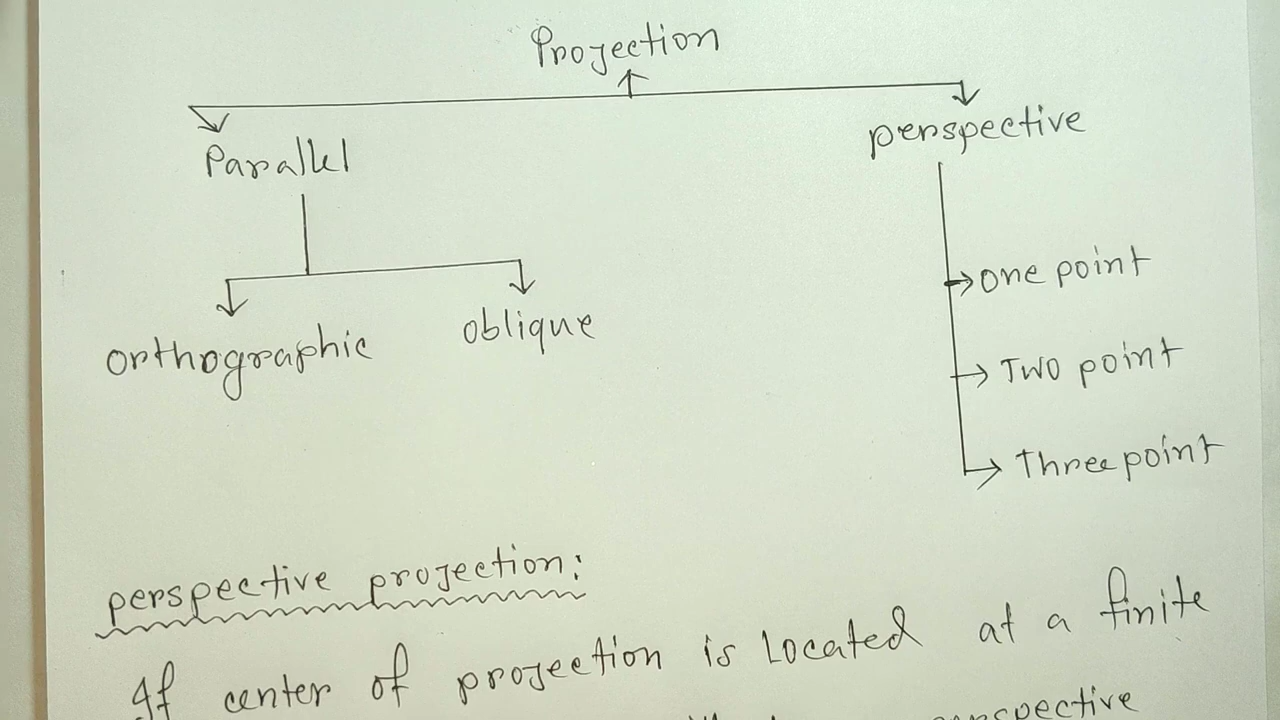 Projection
Parallel
perspective
orthographic
oblique
one point
Two point
Three point
perspective projection:
If center of projection is Located at a finite
perspective